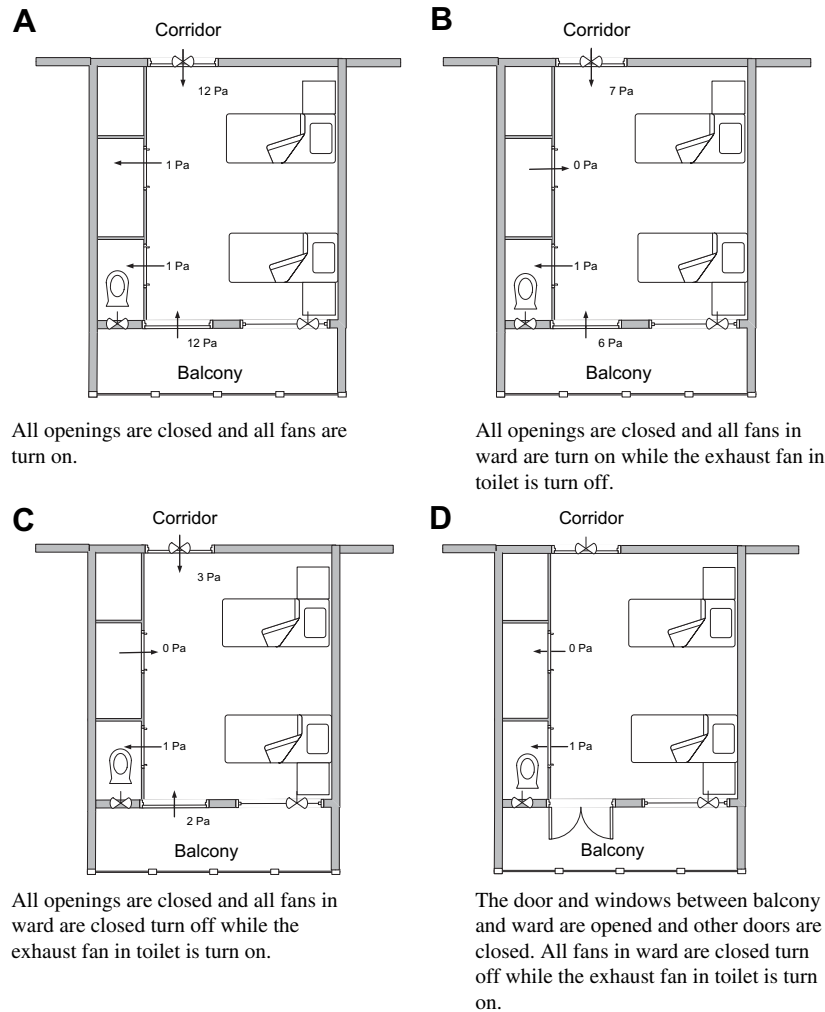 A
Corridor
12 Pa
1 Pa
1 Pa
12 Pa
Balcony
All openings are closed and all fans are
turn on.
B
Corridor
7 Pa
0 Pa
1 Pa
6 Pa
Balcony
All openings are closed and all fans in
ward are turn on while the exhaust fan in
toilet is turn off.
C
Corridor
3 Pa
0 Pa
1 Pa
2 Pa
Balcony
All openings are closed and all fans in
ward are closed turn off while the
exhaust fan in toilet is turn on.
D
Corridor
0 Pa
1 Pa
Balcony
The door and windows between balcony
and ward are opened and other doors are
closed. All fans in ward are closed turn
off while the exhaust fan in toilet is turn
on.